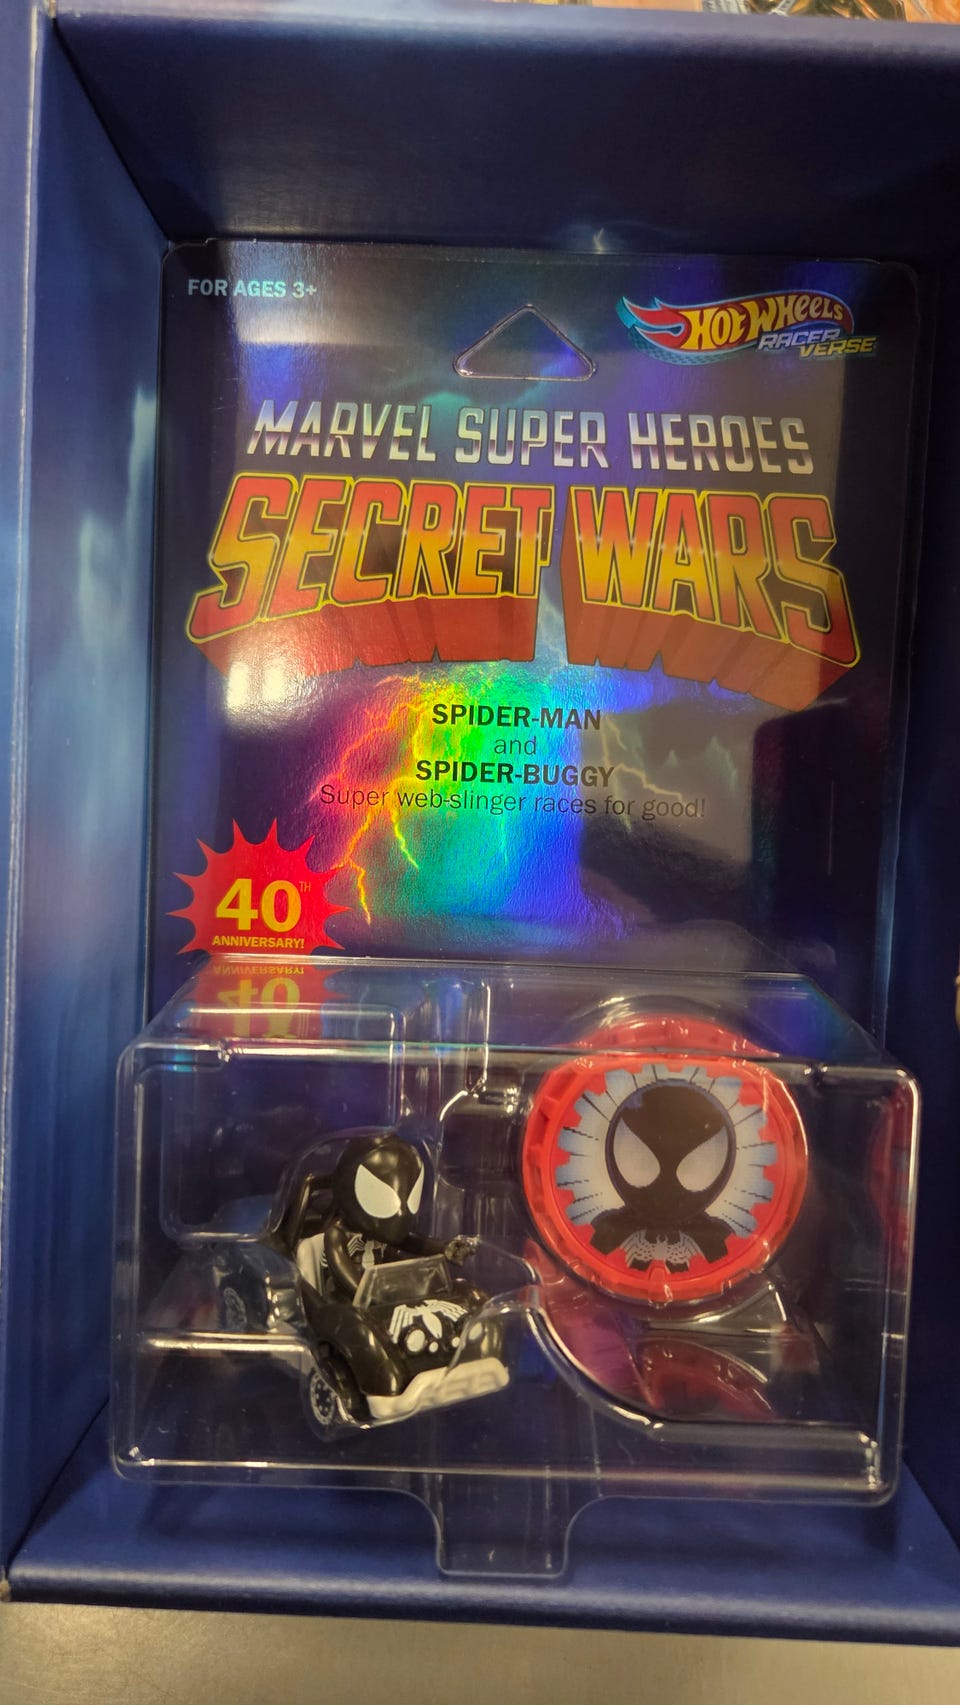 FOR AGES 3+
HOT WHEELS
RACER
VERSE
MARVEL SUPER HEROES
SECRET WARS
SPIDER-MAN
and
SPIDER-BUGGY
Super web-slinger races for good!
40TH
ANNIVERSARY!